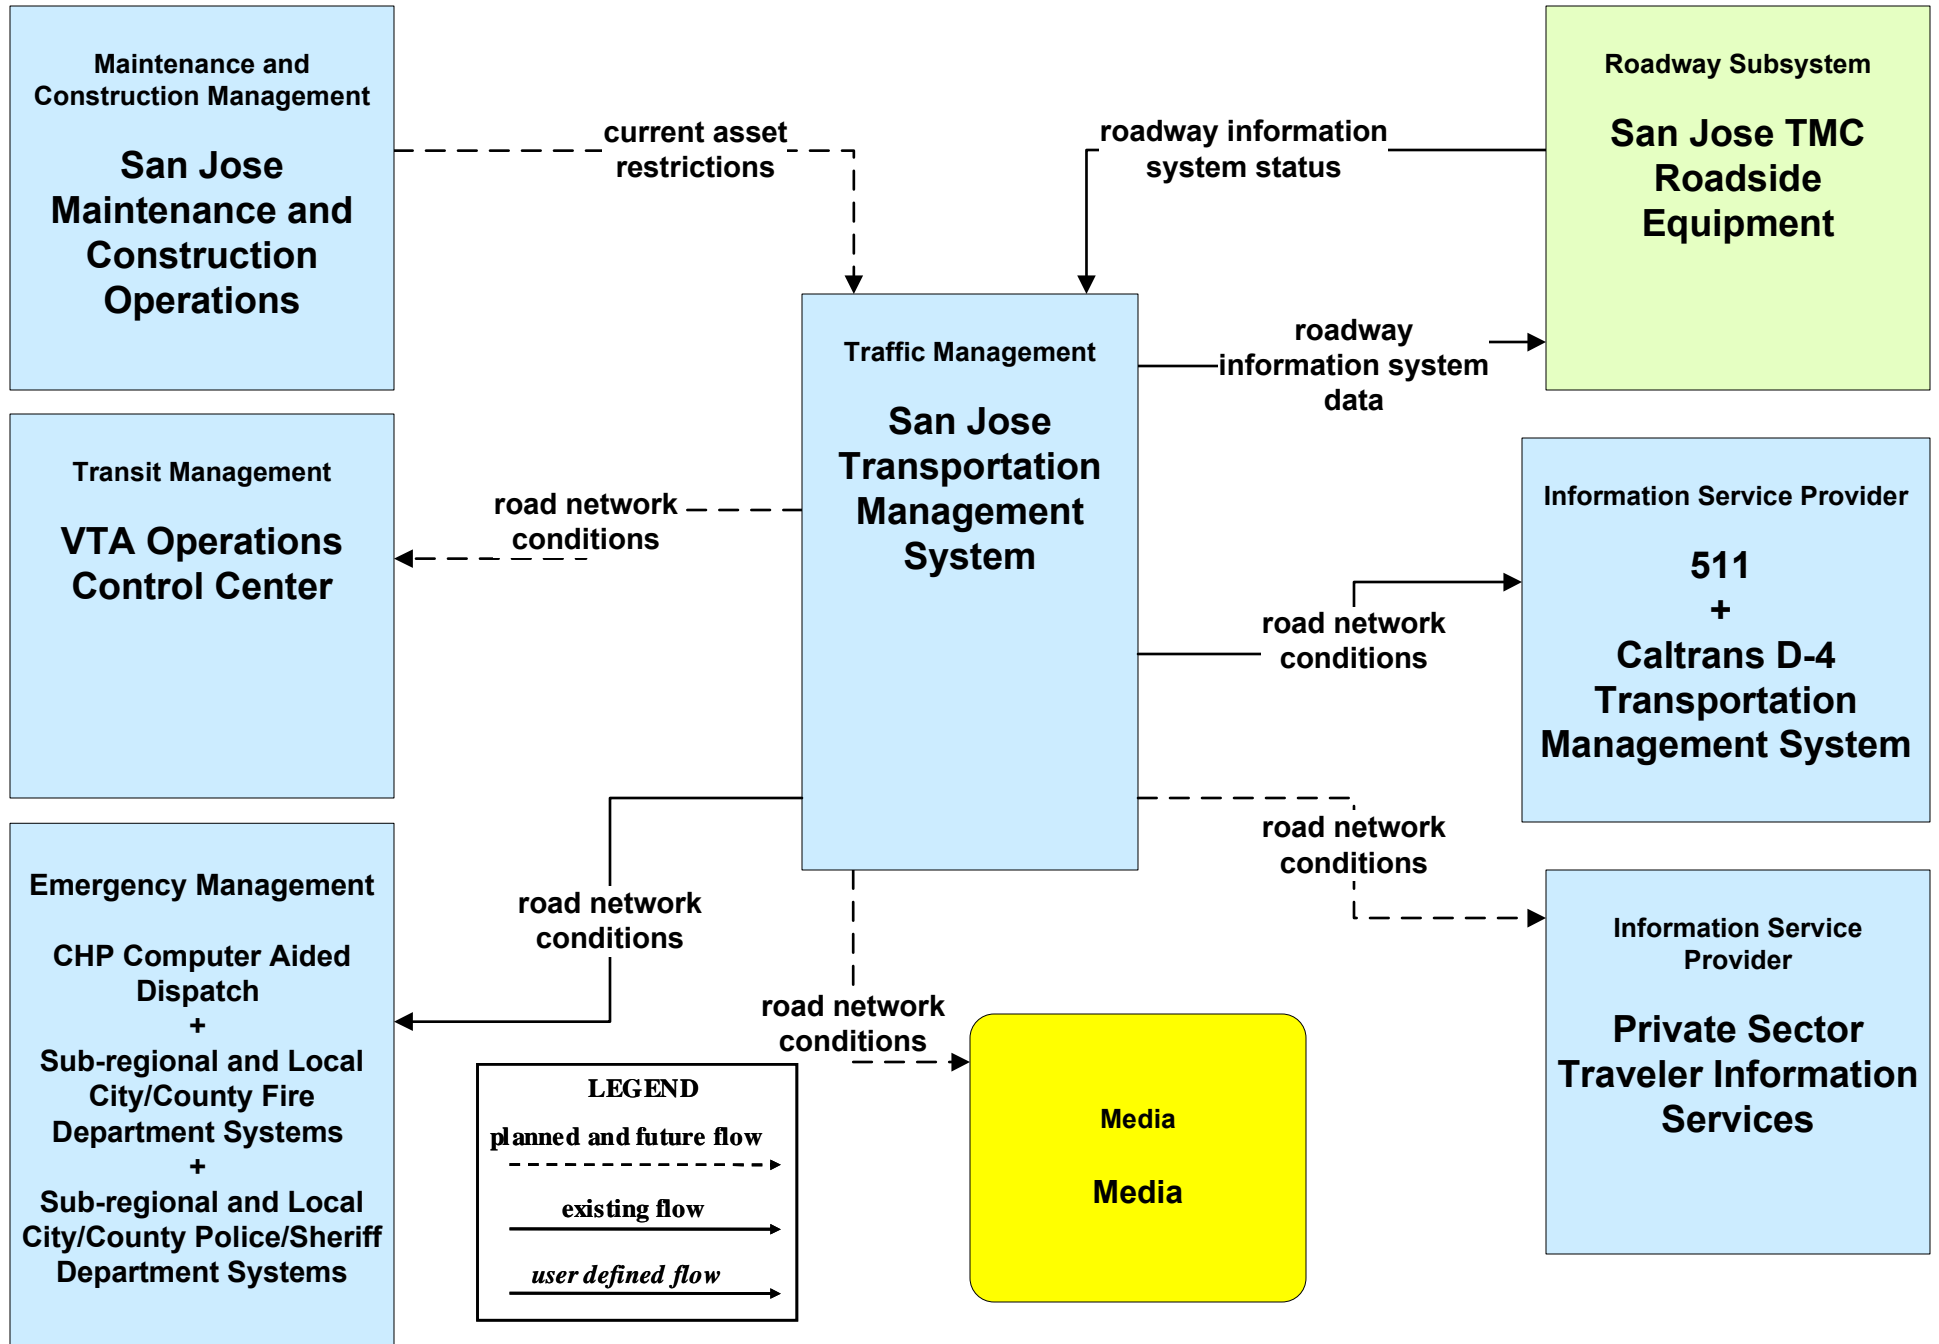 Maintenance and
Construction Management
San Jose
Maintenance and
Construction
Operations
current asset
restrictions
roadway information
system status
Roadway Subsystem
San Jose TMC
Roadside
Equipment
Traffic Management
San Jose
Transportation
Management
System
roadway
information system
data
Transit Management
VTA Operations
Control Center
road network
conditions
Information Service Provider
511
+
Caltrans D-4
Transportation
Management System
road network
conditions
road network
conditions
Emergency Management
CHP Computer Aided
Dispatch
+
Sub-regional and Local
City/County Fire
Department Systems
+
Sub-regional and Local
City/County Police/Sheriff
Department Systems
road network
conditions
road network
conditions
Information Service
Provider
Private Sector
Traveler Information
Services
LEGEND
planned and future flow
existing flow
user defined flow
Media
Media